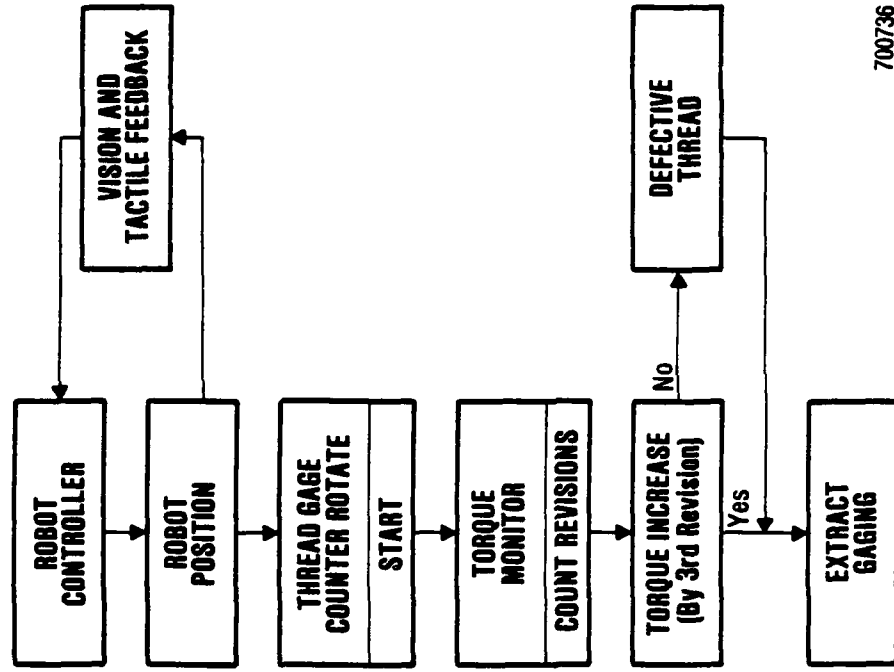 ROBOT
CONTROLLER
VISION AND
TACTILE FEEDBACK
ROBOT
POSITION
THREAD GAGE
COUNTER ROTATE
START
TORQUE
MONITOR
COUNT REVISIONS
TORQUE INCREASE
(By 3rd Revision)
No
DEFECTIVE
THREAD
Yes
EXTRACT
GAGING
700736